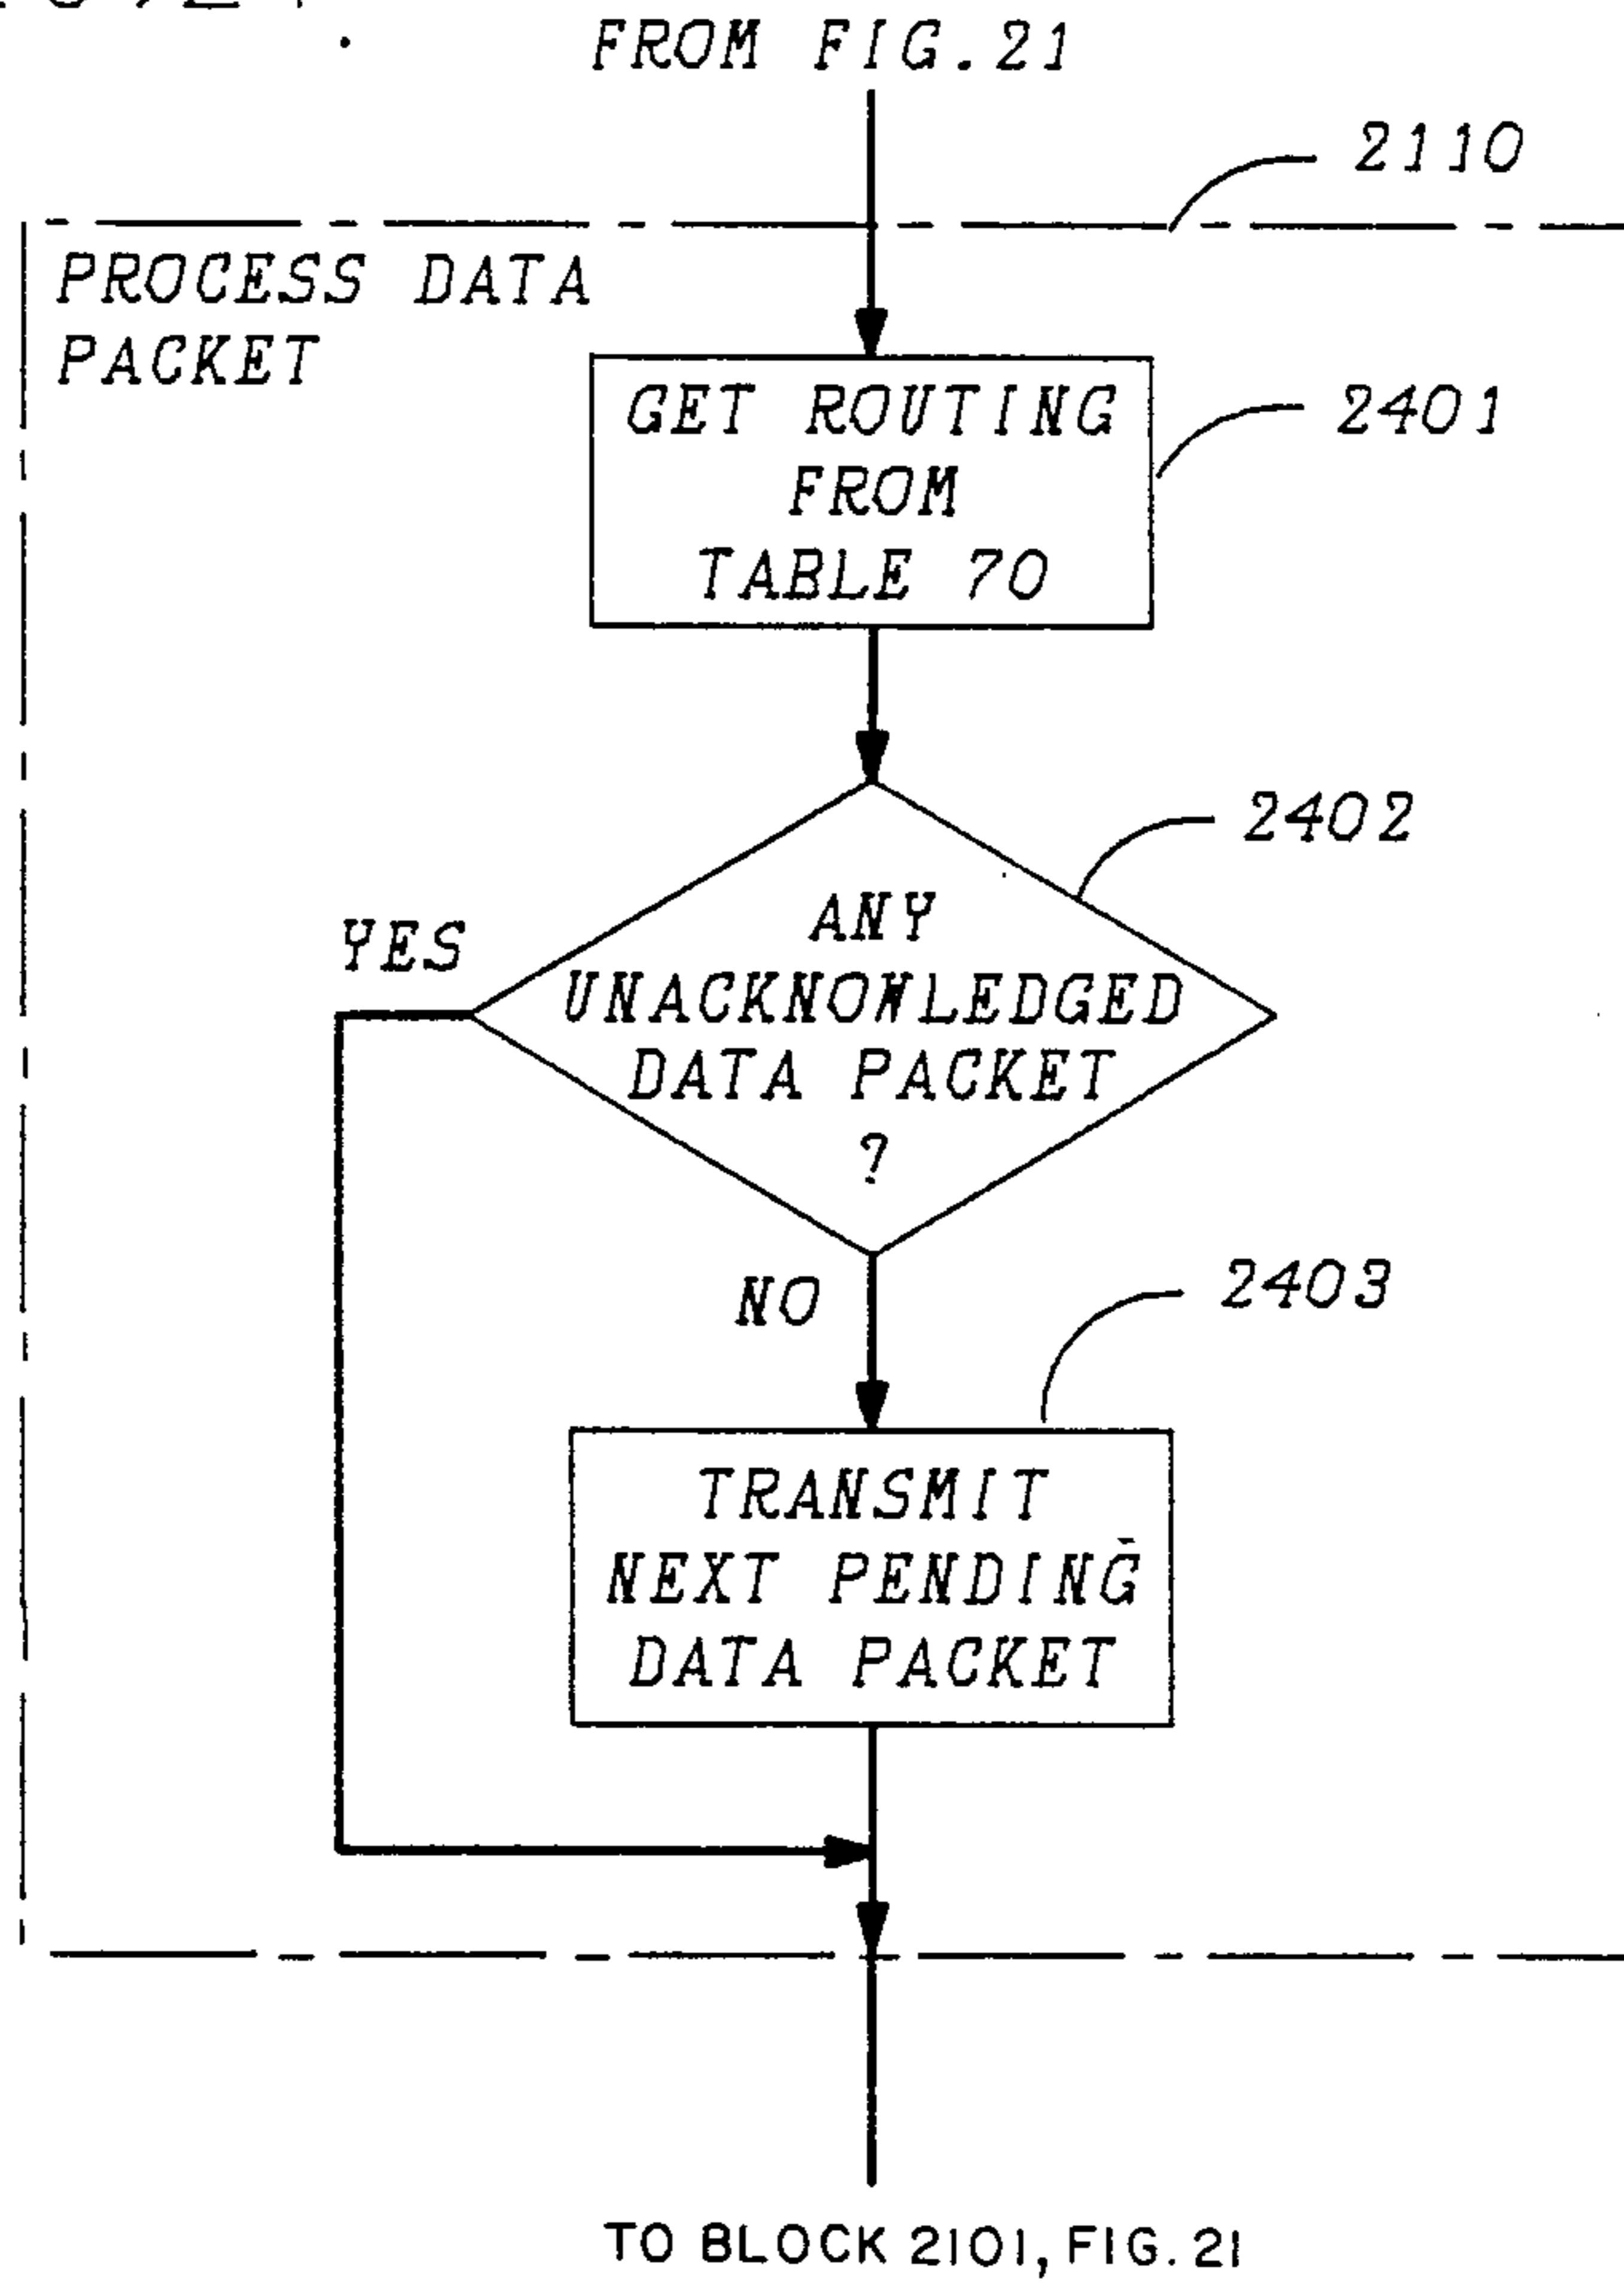 FROM FIG.21
2110
PROCESS DATA
PACKET
GET ROUTING
FROM
TABLE 70
2401
2402
ANY
UNACKNOWLEDGED
DATA PACKET
?
YES
NO
2403
TRANSMIT
NEXT PENDING
DATA PACKET
TO BLOCK 2101, FIG. 21